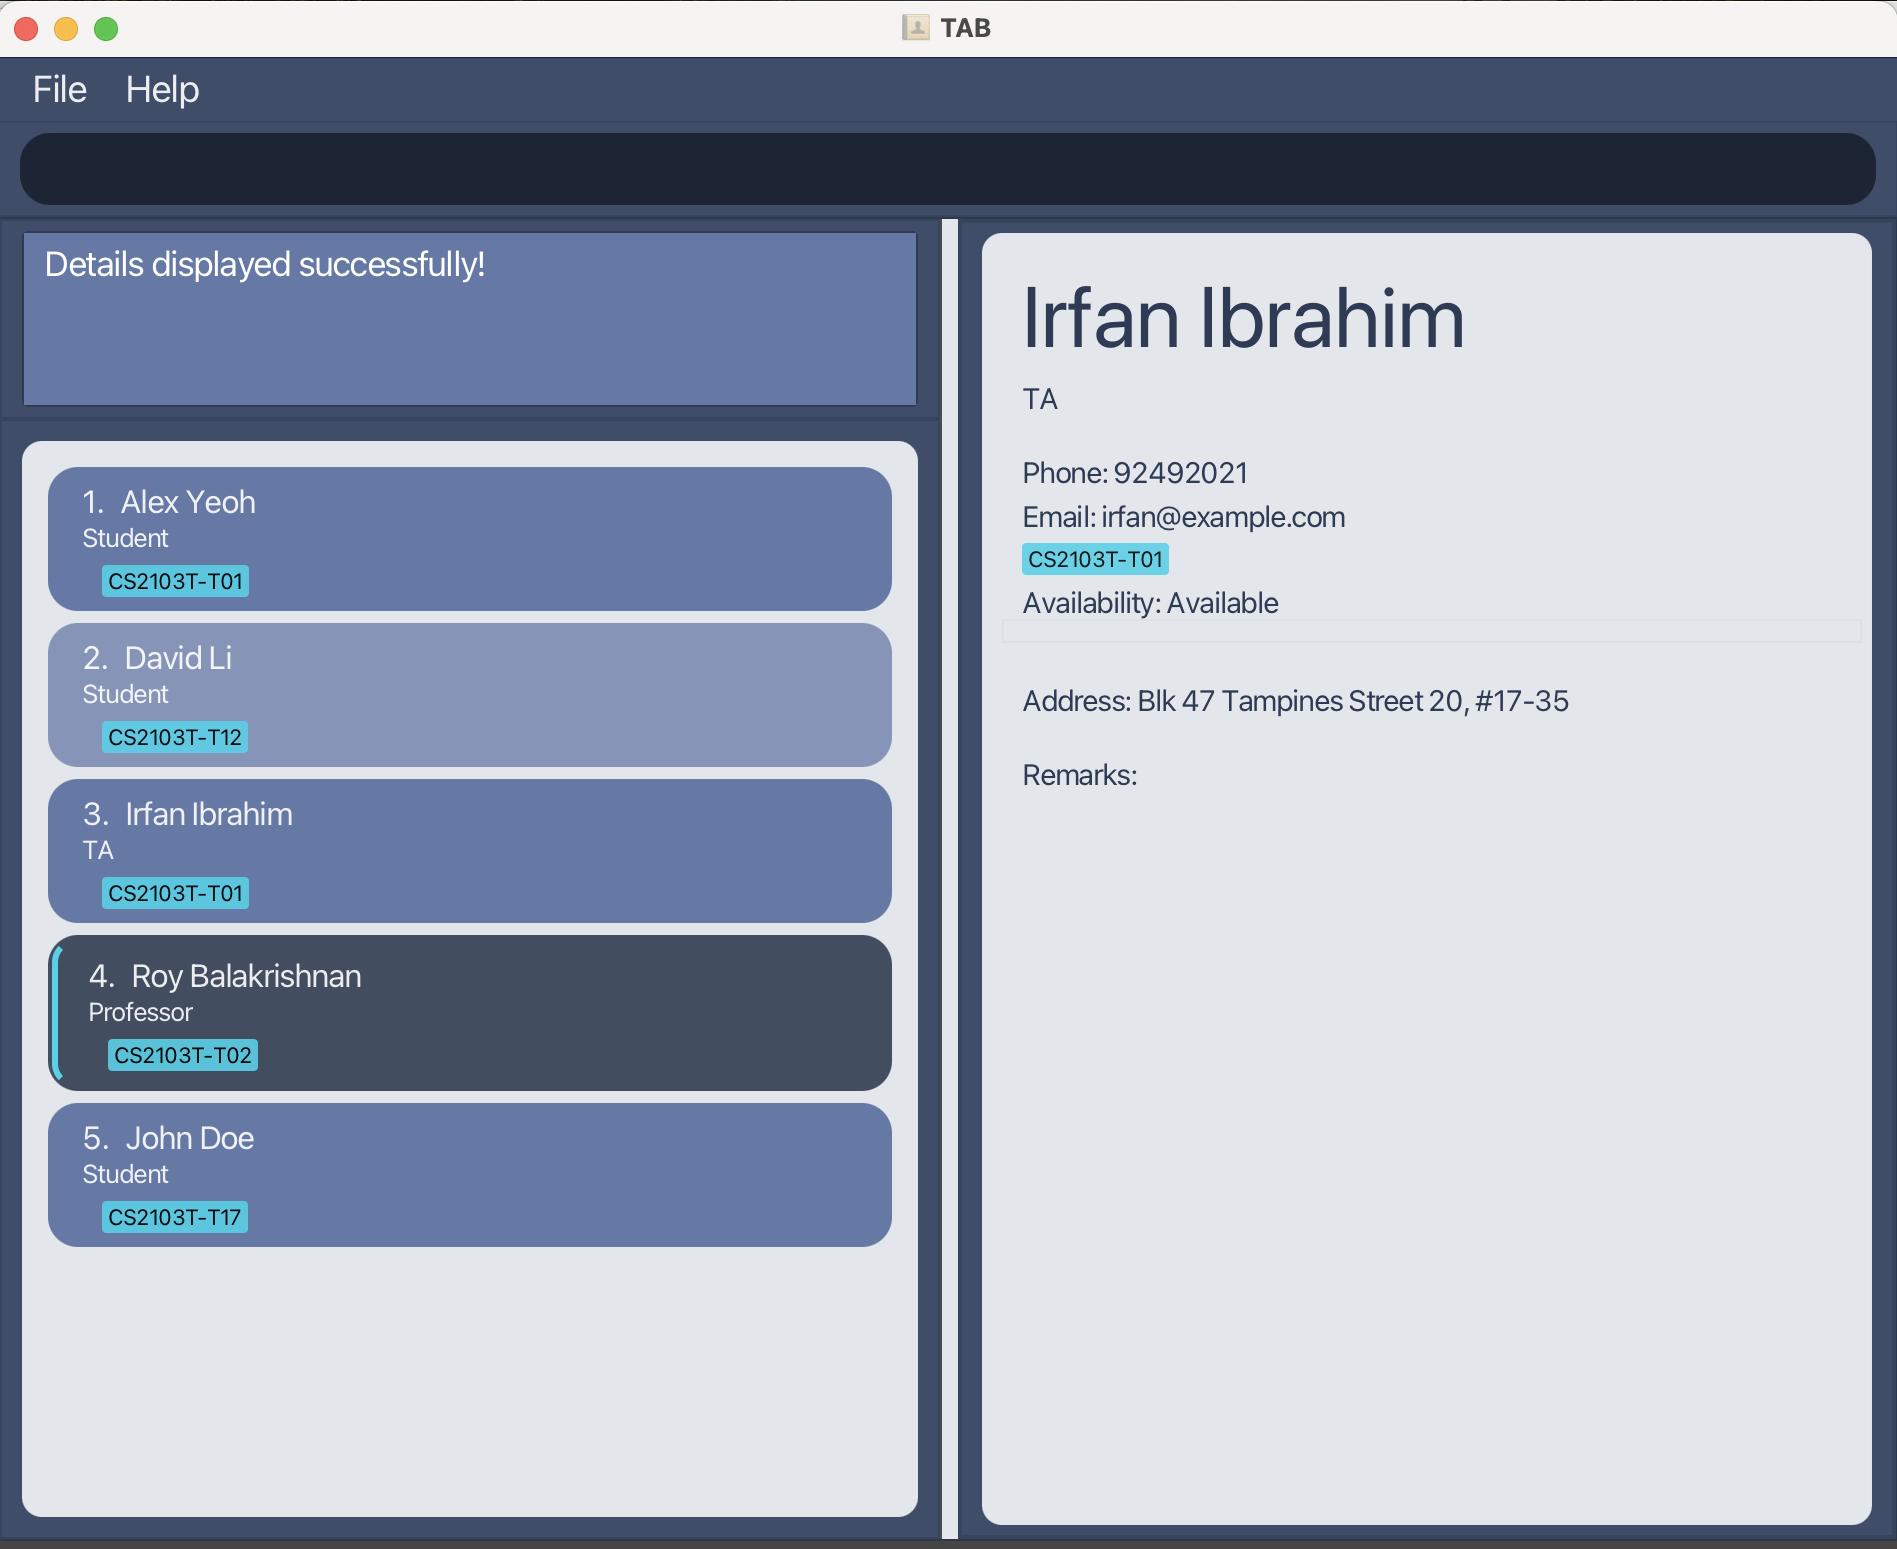 TAB
File Help
Details displayed successfully!
1. Alex Yeoh
Student
CS2103T-T01
2. David Li
Student
CS2103T-T12
3. Irfan Ibrahim
TA
CS2103T-T01
4. Roy Balakrishnan
Professor
CS2103T-T02
5. John Doe
Student
CS2103T-T17
Irfan Ibrahim
TA
Phone: 92492021
Email: irfan@example.com
CS2103T-T01
Availability: Available
Address: Blk 47 Tampines Street 20, #17-35
Remarks: